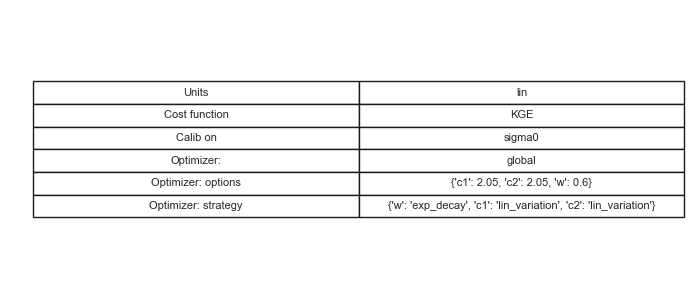 Units lin
Cost function KGE
Calib on sigma0
Optimizer: global
Optimizer: options {'c1': 2.05, 'c2': 2.05, 'w': 0.6}
Optimizer: strategy {'w': 'exp_decay', 'c1': 'lin_variation', 'c2': 'lin_variation'}